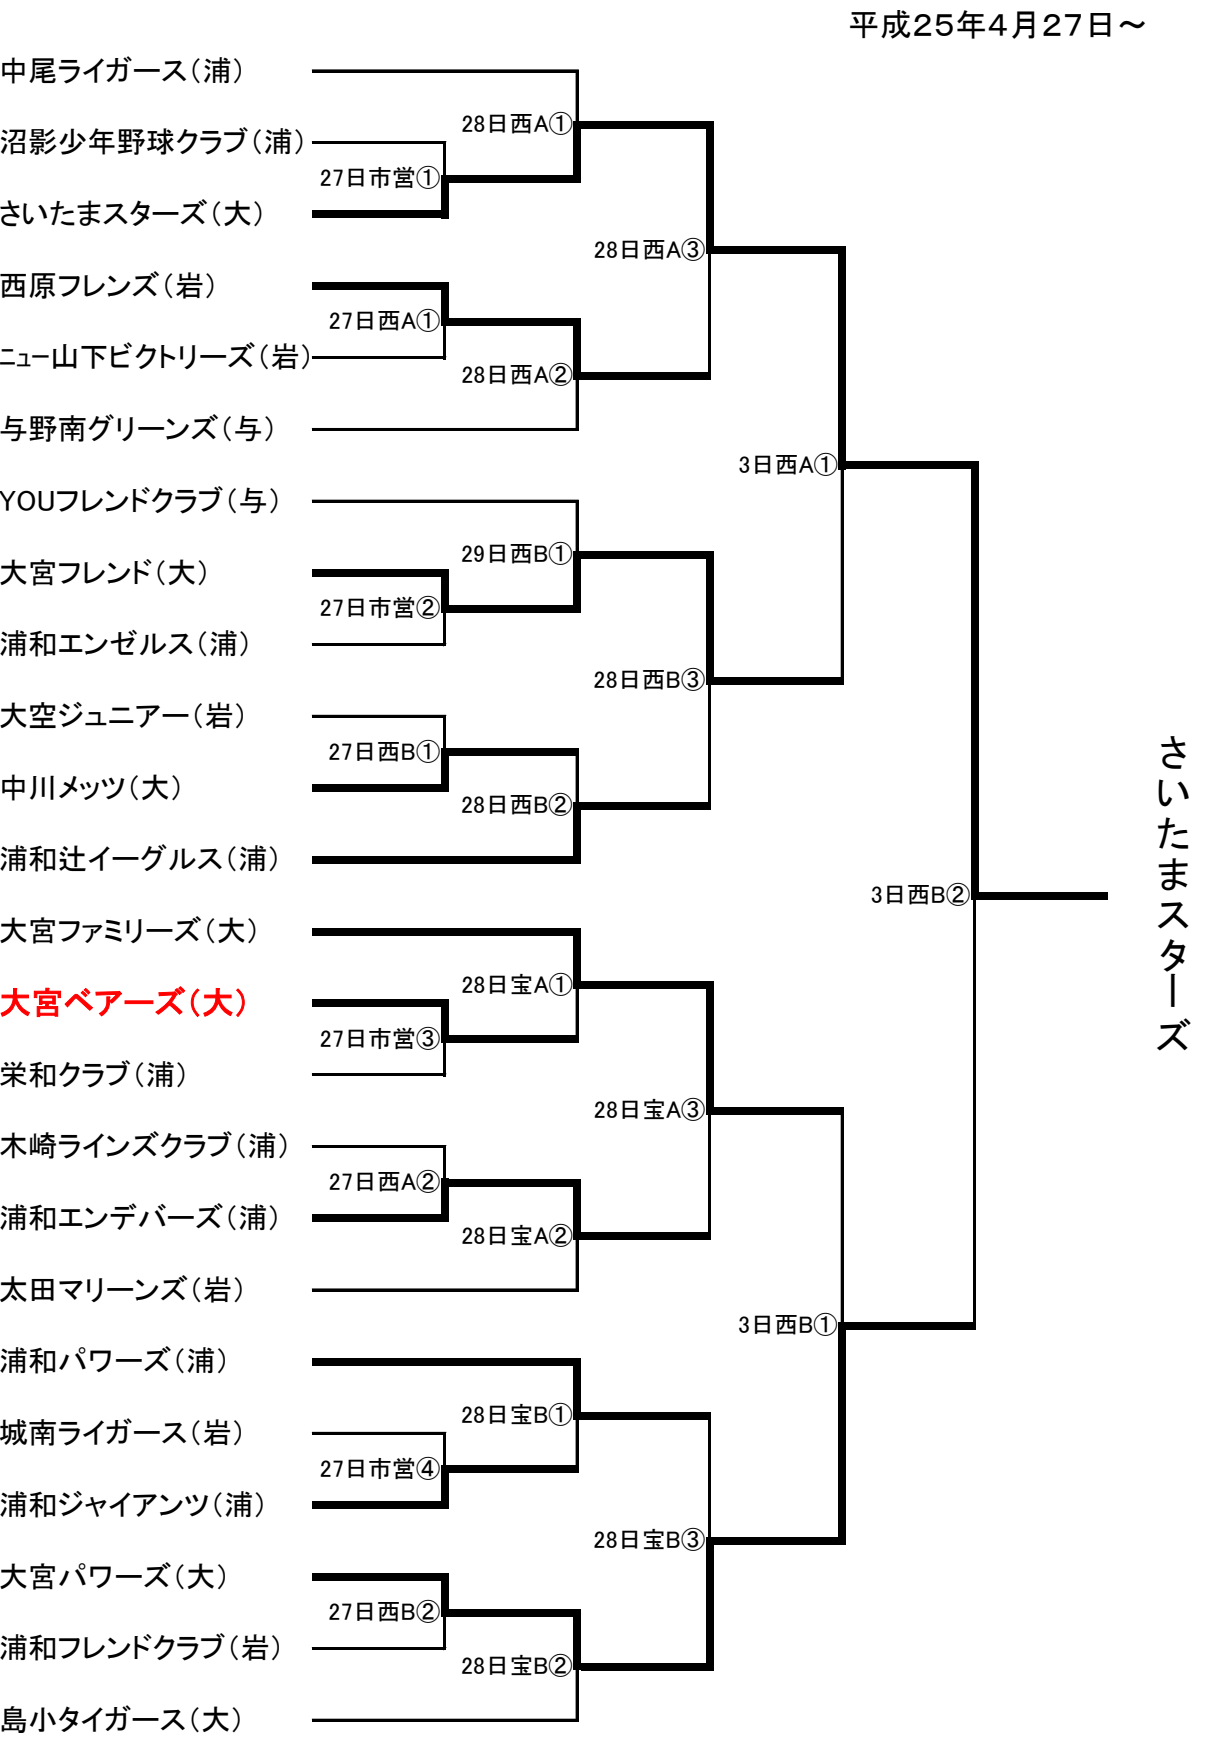 平成25年4月27日～
中尾ライガース（浦）
28日西A①
沼影少年野球クラブ（浦）
27日市営①
さいたまスターズ（大）
28日西A③
西原フレンズ（岩）
27日西A①
ニュー山下ビクトリーズ（岩）
28日西A②
与野南グリーンズ（与）
3日西A①
YOUフレンドクラブ（与）
29日西B①
大宮フレンド（大）
27日市営②
浦和エンゼルス（浦）
28日西B③
大空ジュニアー（岩）
27日西B①
中川メッツ（大）
28日西B②
浦和辻イーグルス（浦）
3日西B②
さいたまスターズ
大宮ファミリーズ（大）
28日宝A①
大宮ベアーズ（大）
27日市営③
栄和クラブ（浦）
28日宝A③
木崎ラインズクラブ（浦）
27日西A②
浦和エンデバーズ（浦）
28日宝A②
太田マリーンズ（岩）
3日西B①
浦和パワーズ（浦）
28日宝B①
城南ライガース（岩）
27日市営④
浦和ジャイアンツ（浦）
28日宝B③
大宮パワーズ（大）
27日西B②
浦和フレンドクラブ（岩）
28日宝B②
島小タイガース（大）